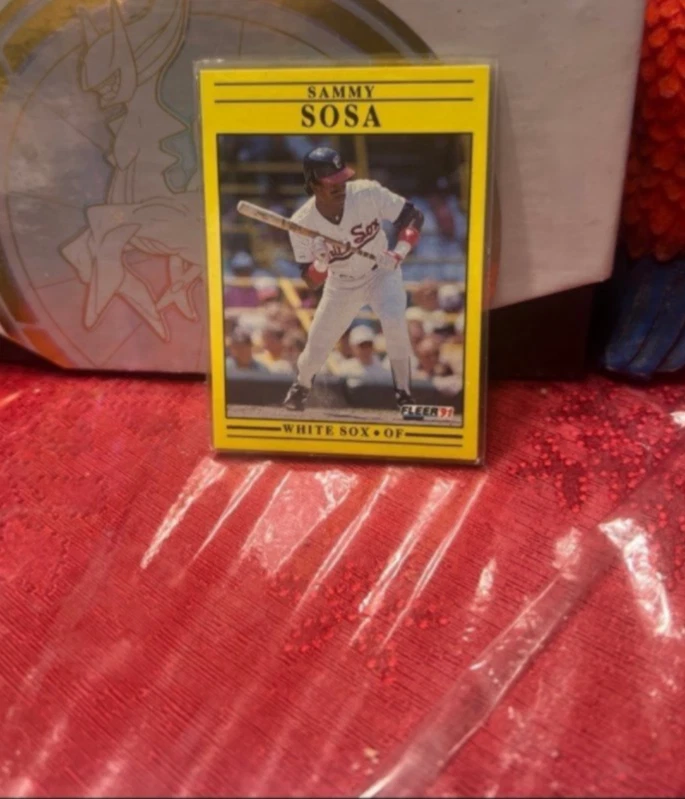 SAMMY
SOSA
Sox
FLEER 91
WHITE SOX • OF